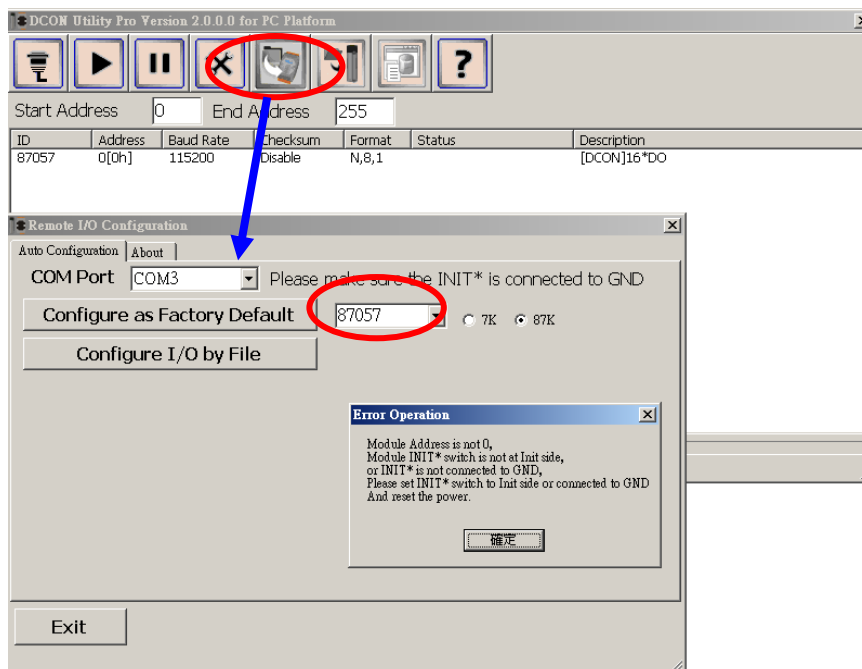 DCON Utility Pro Version 2.0.0.0 for PC Platform
?
Start Address 0 End Address 255
ID Address Baud Rate Checksum Format Status Description
87057 0[0h] 115200 Disable N,8,1 [DCON]16*DO
Remote I/O Configuration
Auto Configuration About
COM Port COM3 Please make sure the INIT* is connected to GND
Configure as Factory Default 87057 7K 87K
Configure I/O by File
Error Operation
Module Address is not 0,
Module INIT* switch is not at Init side,
or INIT* is not connected to GND,
Please set INIT* switch to Init side or connected to GND
And reset the power.
確定
Exit